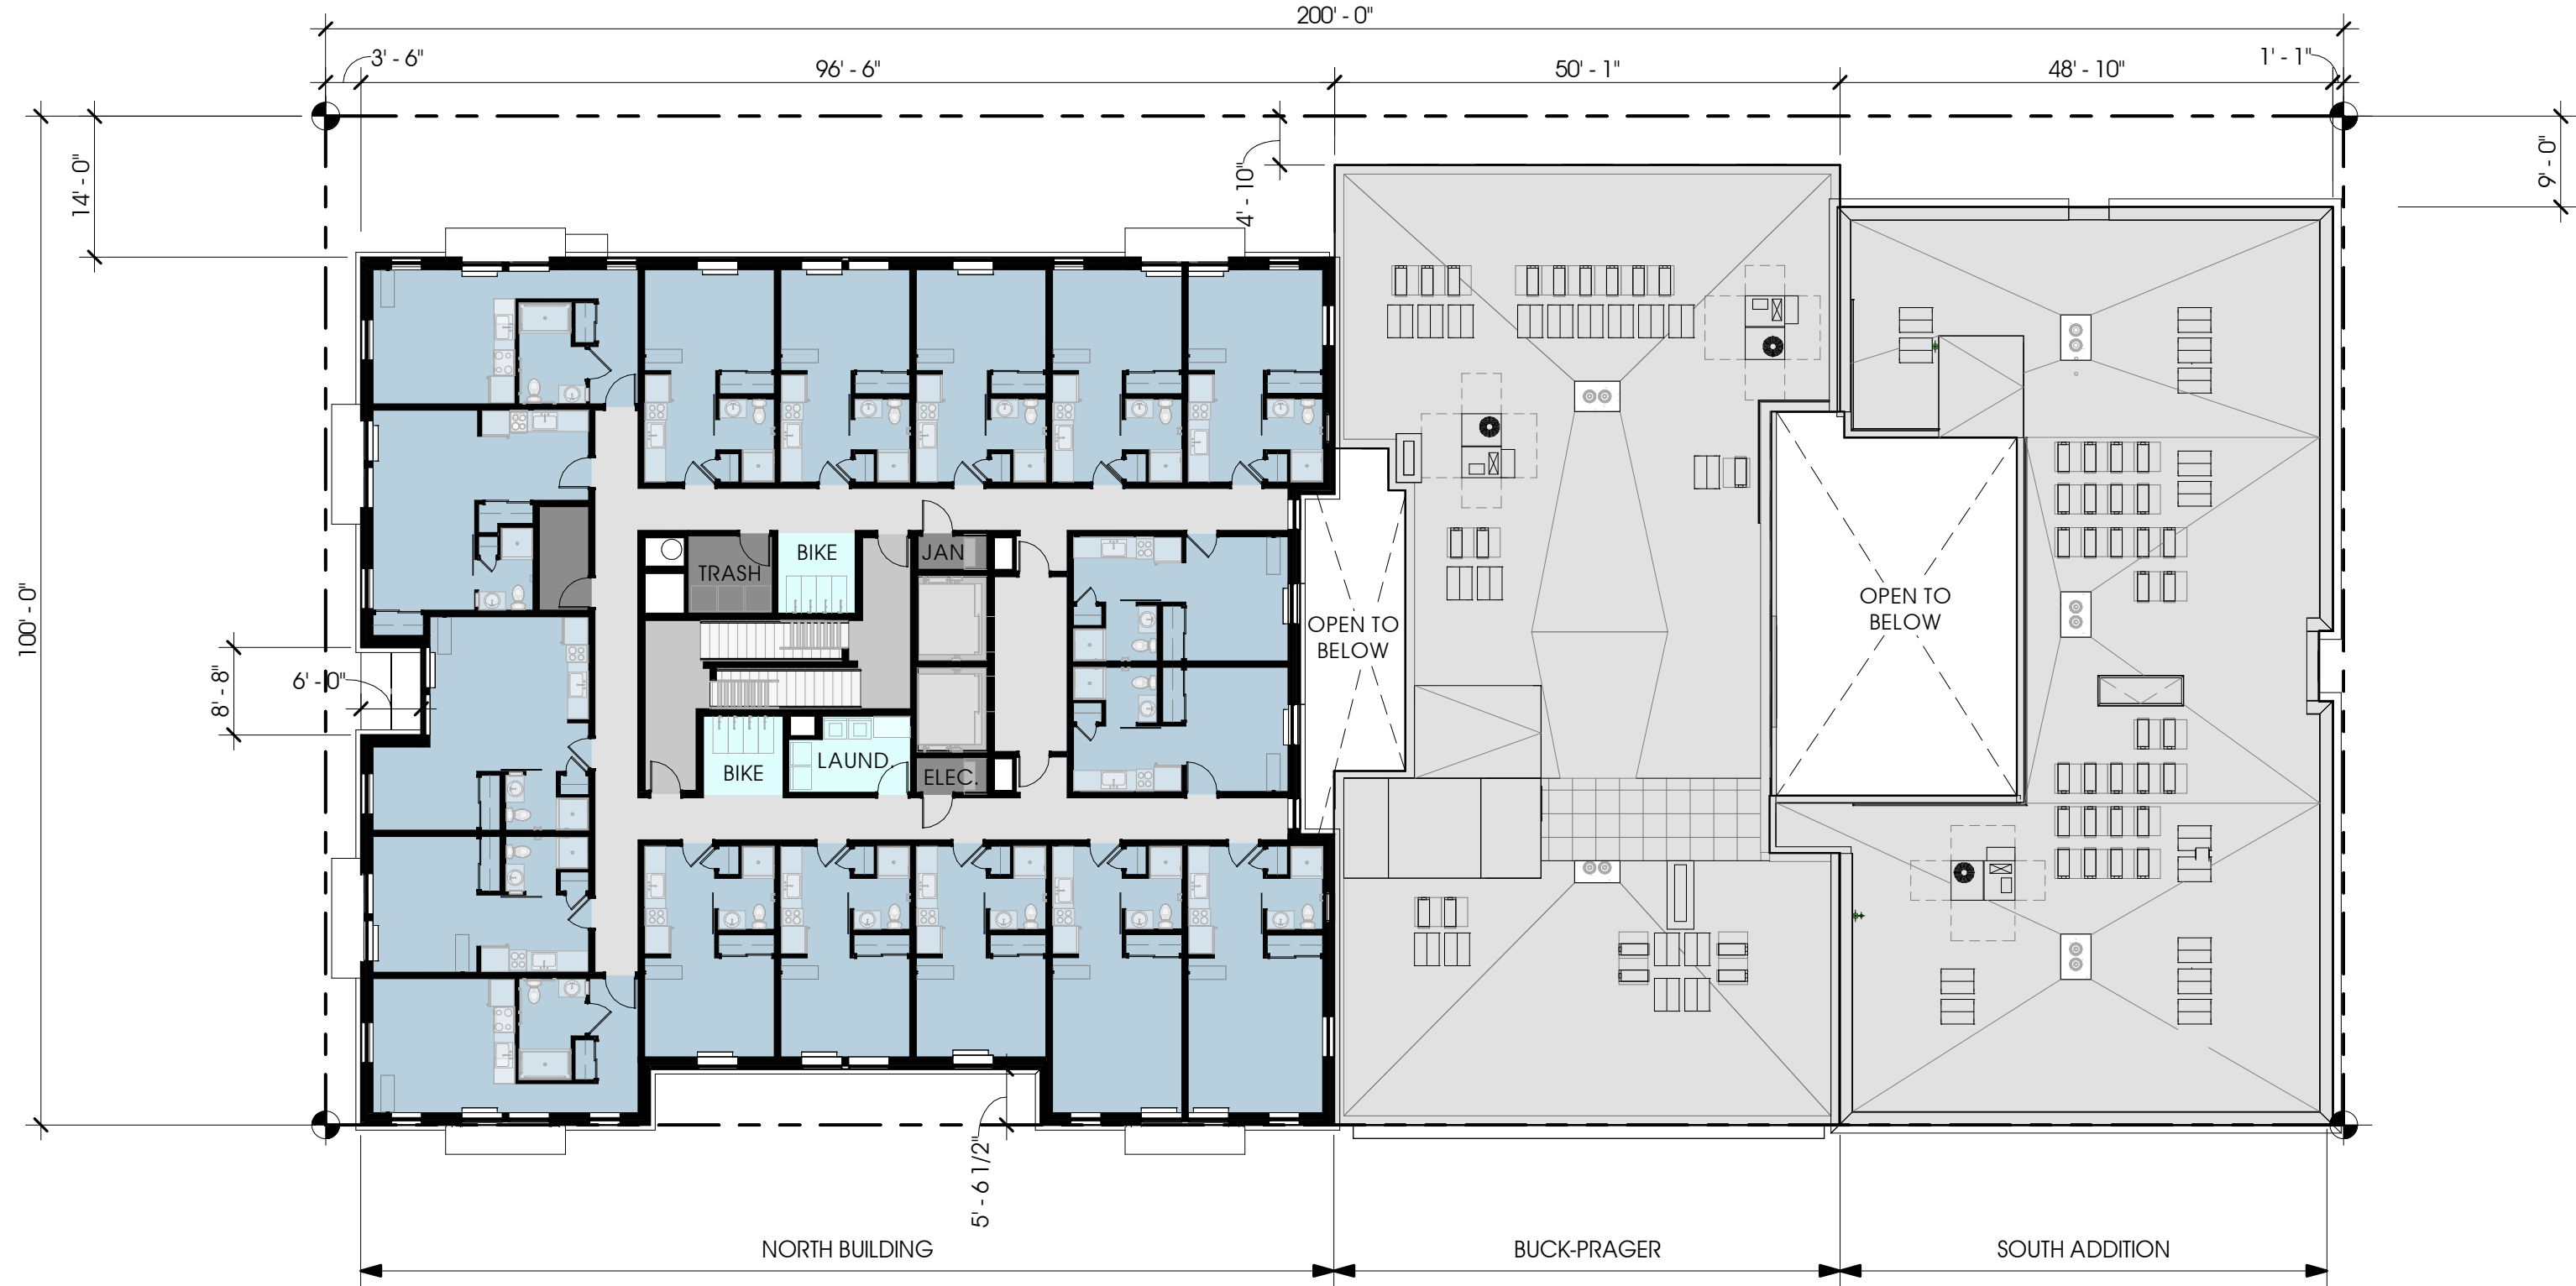 200' - 0"
3' - 6"
96' - 6"
50' - 1"
48' - 10"
1' - 1"
14' - 0"
4' - 10"
9' - 0"
100' - 0"
8' - 8"
6' - 0"
TRASH
BIKE
JAN
BIKE
LAUND.
ELEC.
OPEN TO
BELOW
OPEN TO
BELOW
5' - 6 1/2"
NORTH BUILDING
BUCK-PRAGER
SOUTH ADDITION